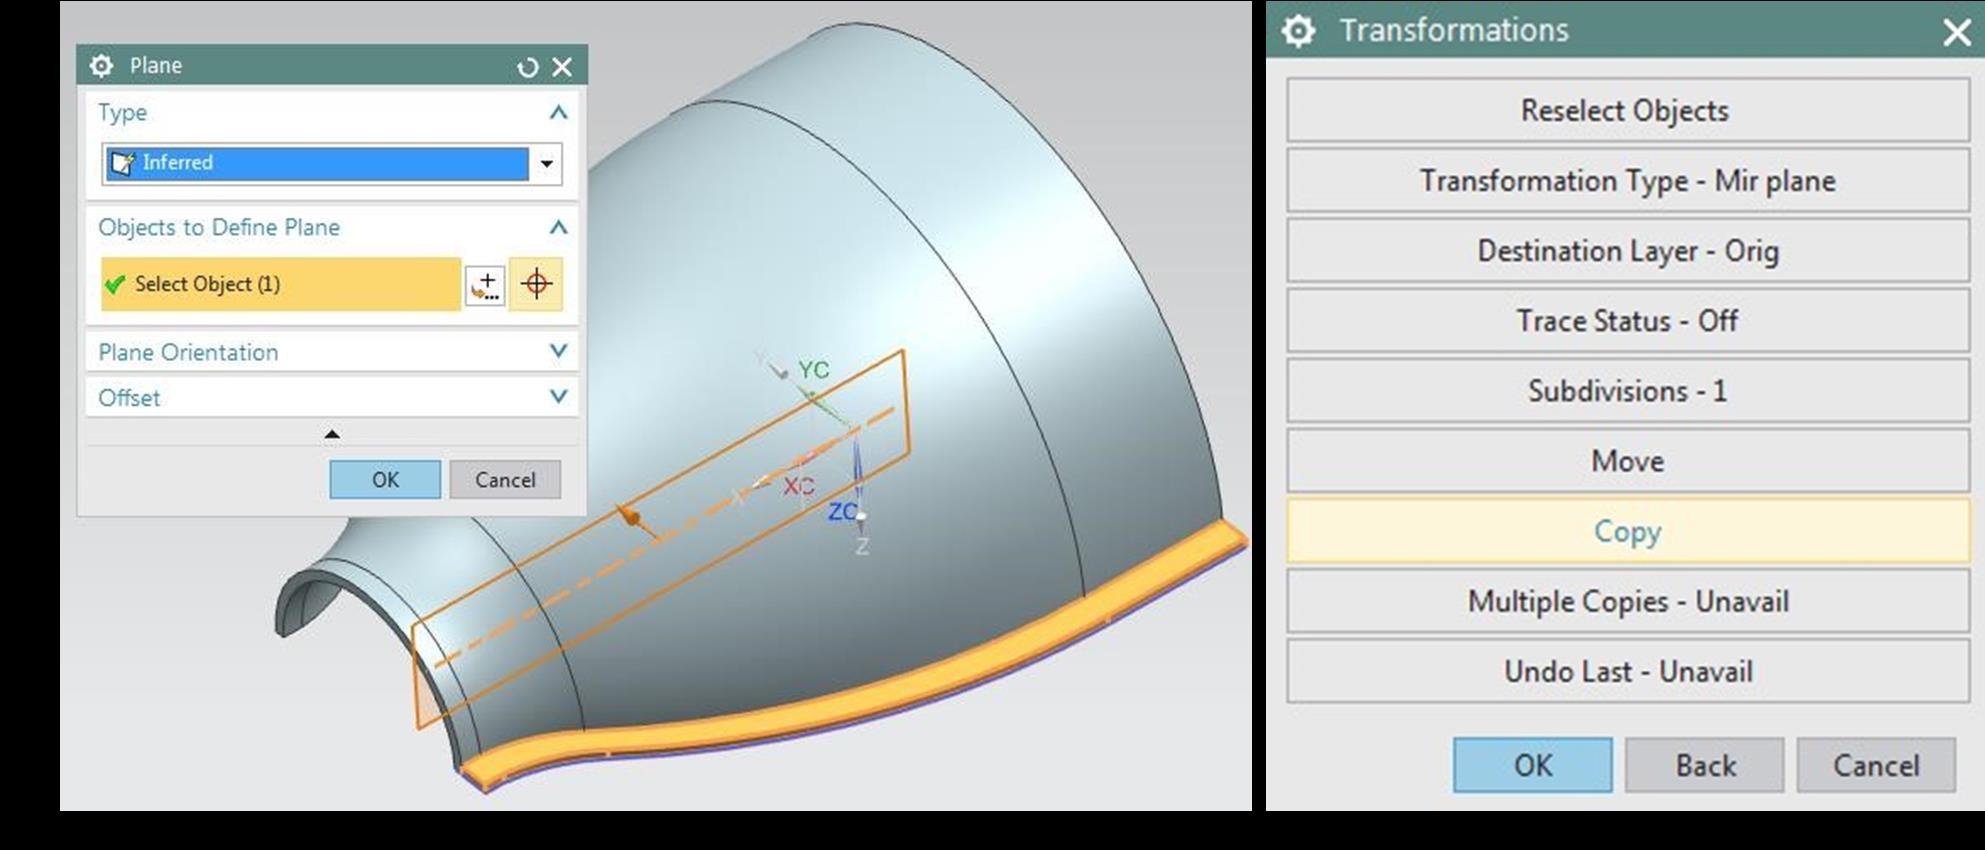 Plane
Type
Inferred
Objects to Define Plane
Select Object (1)
Plane Orientation
Offset
OK
Cancel
YC
XC
ZC
Y
X
Z
Transformations
Reselect Objects
Transformation Type - Mir plane
Destination Layer - Orig
Trace Status - Off
Subdivisions - 1
Move
Copy
Multiple Copies - Unavail
Undo Last - Unavail
OK
Back
Cancel